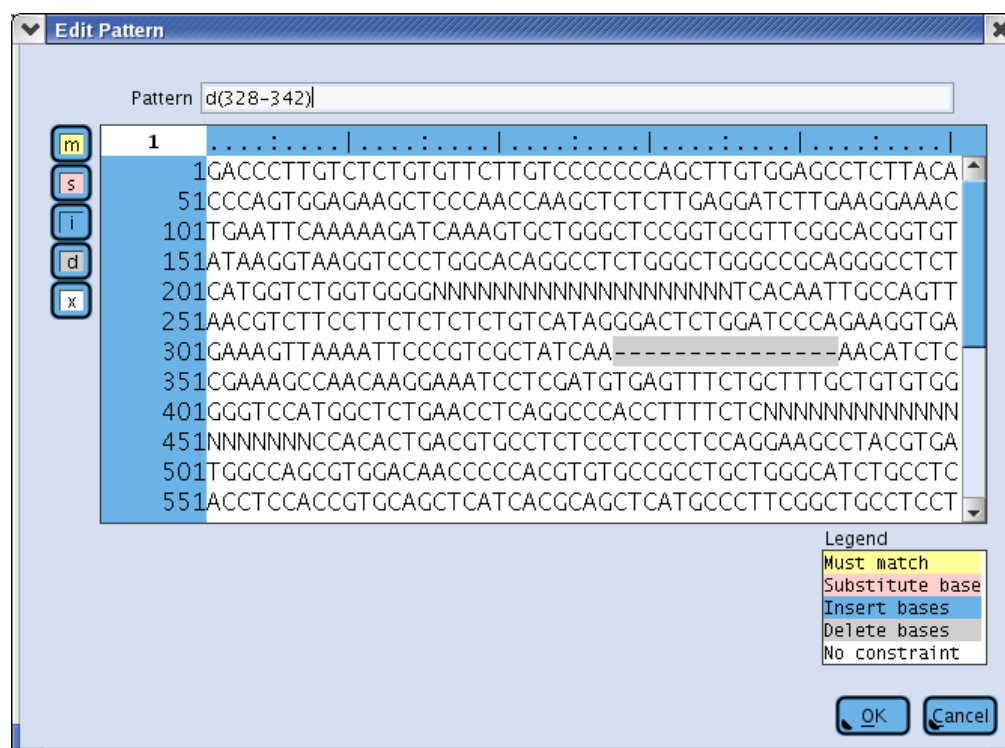 Edit Pattern
Pattern d(328-342)
m
s
i
d
x
1 ....:....|....:....|....:....|....:....|....:....|
1GACCCTTGTCTCTGTGTTCTTGTCCCCCCCAGCTTGTGGAGCCTCTTACA
51CCCAGTGGAGAAGCTCCCAACCAAGCTCTCTTGAGGATCTTGAAGGAAAC
101TGAATTCAAAAAGATCAAAGTGCTGGGCTCCGGTGCGTTCGGCACGGTGT
151ATAAGGTAAGGTCCCTGGCACAGGCCTCTGGGCTGGGCCGCAGGGCCTCT
201CATGGTCTGGTGGGGNNNNNNNNNNNNNNNNNNNNTCACAATTGCCAGTT
251AACGTCTTCCTTCTCTCTCTGTCATAGGGACTCTGGATCCCAGAAGGTGA
301GAAAGTTAAAATTCCCGTCGCTATCAA---------------AACATCTC
351CGAAAGCCAACAAGGAAATCCTCGATGTGAGTTTCTGCTTTGCTGTGTGG
401GGGTCCATGGCTCTGAACCTCAGGCCCACCTTTTCTCNNNNNNNNNNNNN
451NNNNNNNCCACACTGACGTGCCTCTCCCTCCCTCCAGGAAGCCTACGTGA
501TGGCCAGCGTGGACAACCCCCACGTGTGCCGCCTGCTGGGCATCTGCCTC
551ACCTCCACCGTGCAGCTCATCACGCAGCTCATGCCCTTCGGCTGCCTCCT
Legend
Must match
Substitute base
Insert bases
Delete bases
No constraint
OK Cancel